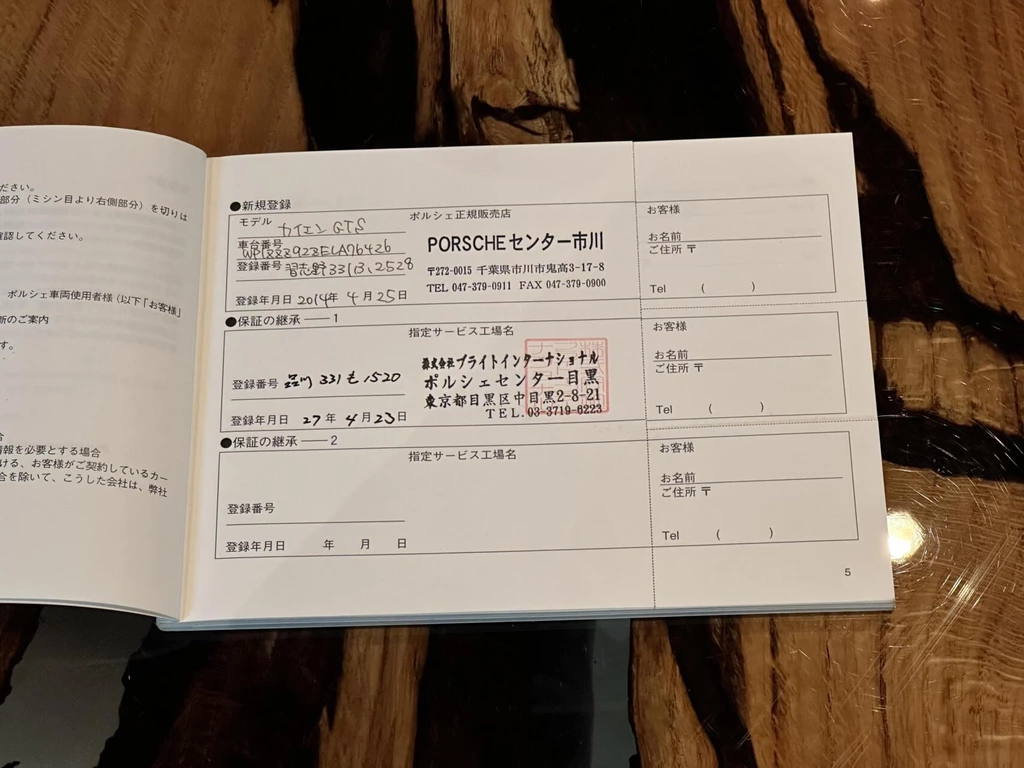 ださい。
部分（ミシン目より右側部分）を切りは
確認してください。
ポルシェ車両使用者様（以下「お客様」
新のご案内
す。
合
情報を必要とする場合
ける、お客様がご契約しているカー
合を除いて、こうした会社は、弊社
●新規登録
モデル カイエン GTS
車台番号
登録番号 習志野 331 ひ 2528
登録年月日 2014年 4月25日
ポルシェ正規販売店
PORSCHEセンター市川
〒272-0015 千葉県市川市鬼高3-17-8
TEL 047-379-0911 FAX 047-379-0900
お客様
お名前
ご住所 〒
Tel ( )
●保証の継承――1
登録番号 品川 331 も 1520
登録年月日 27年 4月23日
指定サービス工場名
株式会社ブライトインターナショナル
ポルシェセンター目黒
東京都目黒区中目黒2-8-21
TEL.03-3719-6223
お客様
お名前
ご住所 〒
Tel ( )
●保証の継承――2
登録番号
登録年月日 年 月 日
指定サービス工場名
お客様
お名前
ご住所 〒
Tel ( )
5